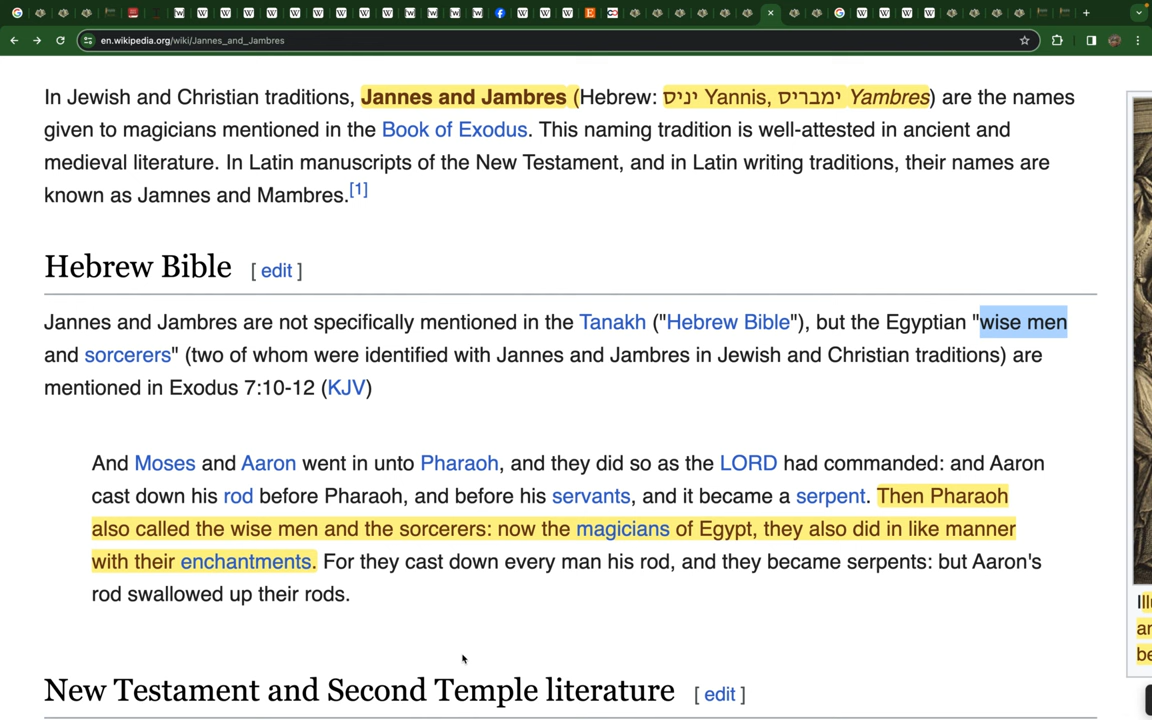 en.wikipedia.org/wiki/Jannes_and_Jambres
In Jewish and Christian traditions, Jannes and Jambres (Hebrew: יניס Yannis, ימבריס Yambres) are the names
given to magicians mentioned in the Book of Exodus. This naming tradition is well-attested in ancient and
medieval literature. In Latin manuscripts of the New Testament, and in Latin writing traditions, their names are
known as Jamnes and Mambres.[1]
Hebrew Bible [ edit ]
Jannes and Jambres are not specifically mentioned in the Tanakh ("Hebrew Bible"), but the Egyptian "wise men
and sorcerers" (two of whom were identified with Jannes and Jambres in Jewish and Christian traditions) are
mentioned in Exodus 7:10-12 (KJV)
And Moses and Aaron went in unto Pharaoh, and they did so as the LORD had commanded: and Aaron
cast down his rod before Pharaoh, and before his servants, and it became a serpent. Then Pharaoh
also called the wise men and the sorcerers: now the magicians of Egypt, they also did in like manner
with their enchantments. For they cast down every man his rod, and they became serpents: but Aaron's
rod swallowed up their rods.
New Testament and Second Temple literature [ edit ]